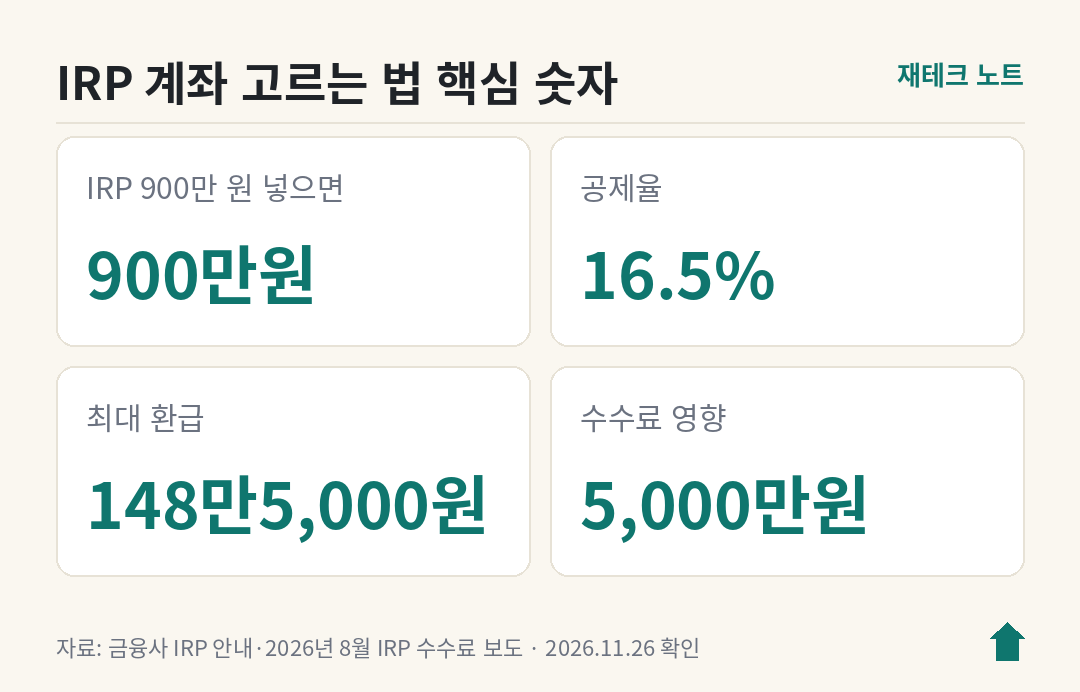 IRP 계좌 고르는 법 핵심 숫자
재테크 노트
IRP 900만 원 넣으면
900만원
공제율
16.5%
최대 환급
148만5,000원
수수료 영향
5,000만원
자료: 금융사 IRP 안내·2026년 8월 IRP 수수료 보도 · 2026.11.26 확인